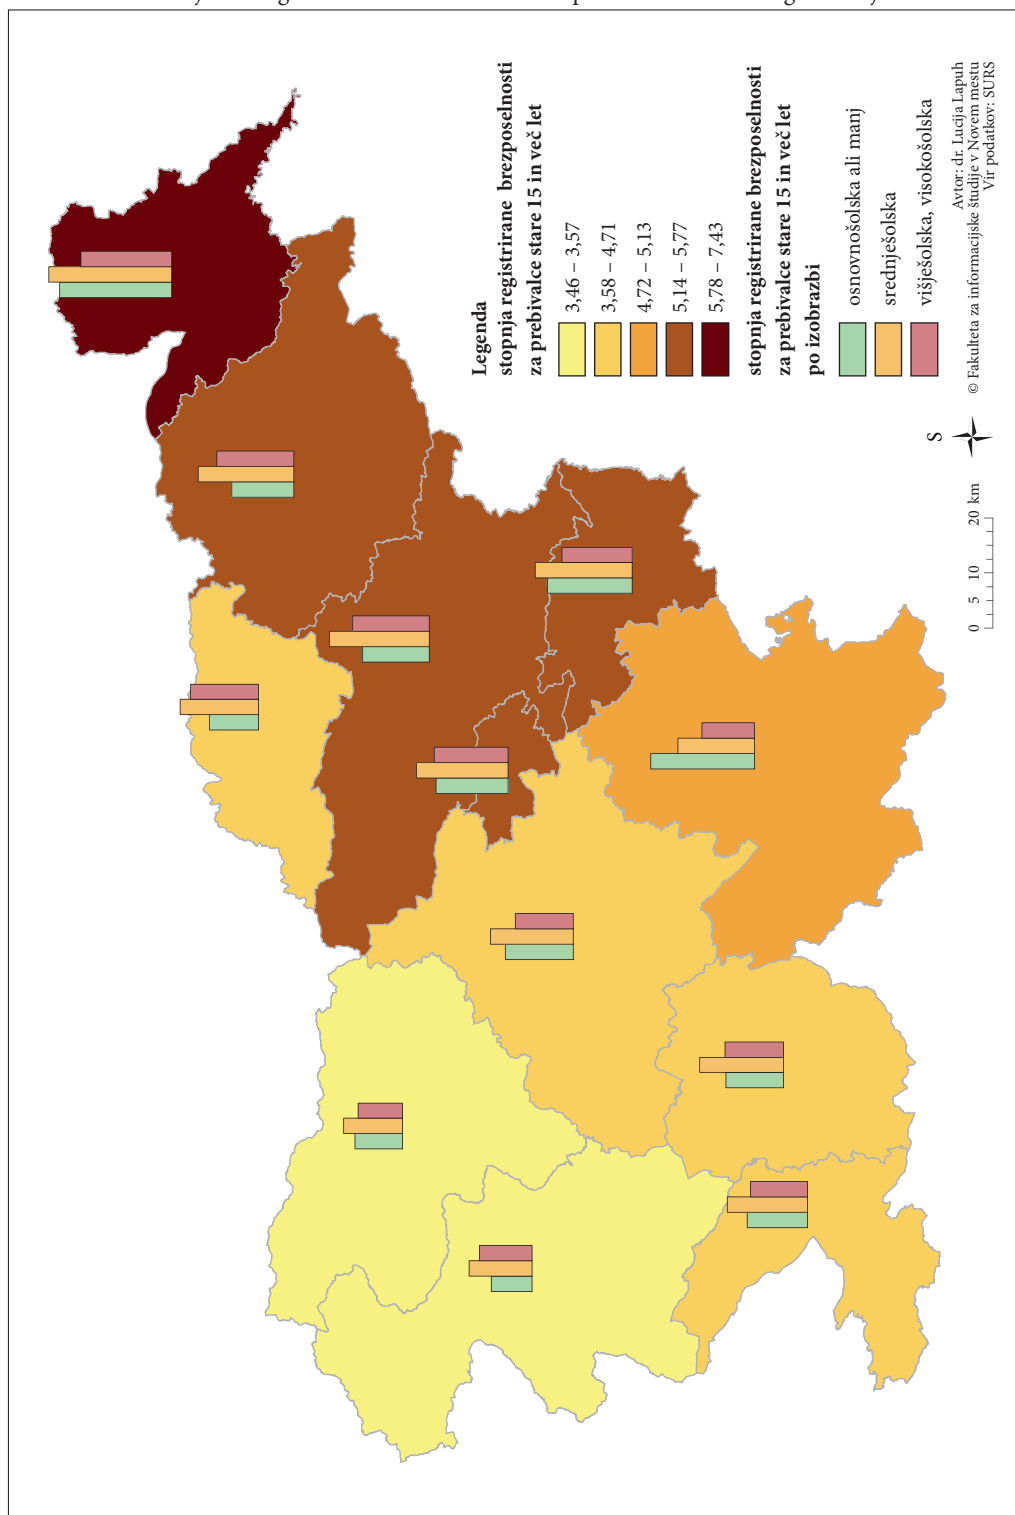 Legenda
stopnja registrirane brezposelnosti
za prebivalce stare 15 in več let
3,46 – 3,57
3,58 – 4,71
4,72 – 5,13
5,14 – 5,77
5,78 – 7,43
stopnja registrirane brezposelnosti
za prebivalce stare 15 in več let
po izobrazbi
osnovnošolska ali manj
srednješolska
višješolska, visokošolska
S
0 5 10 20 km
Avtor: dr. Lucija Lapuh
© Fakulteta za informacijske študije v Novem mestu
Vir podatkov: SURS